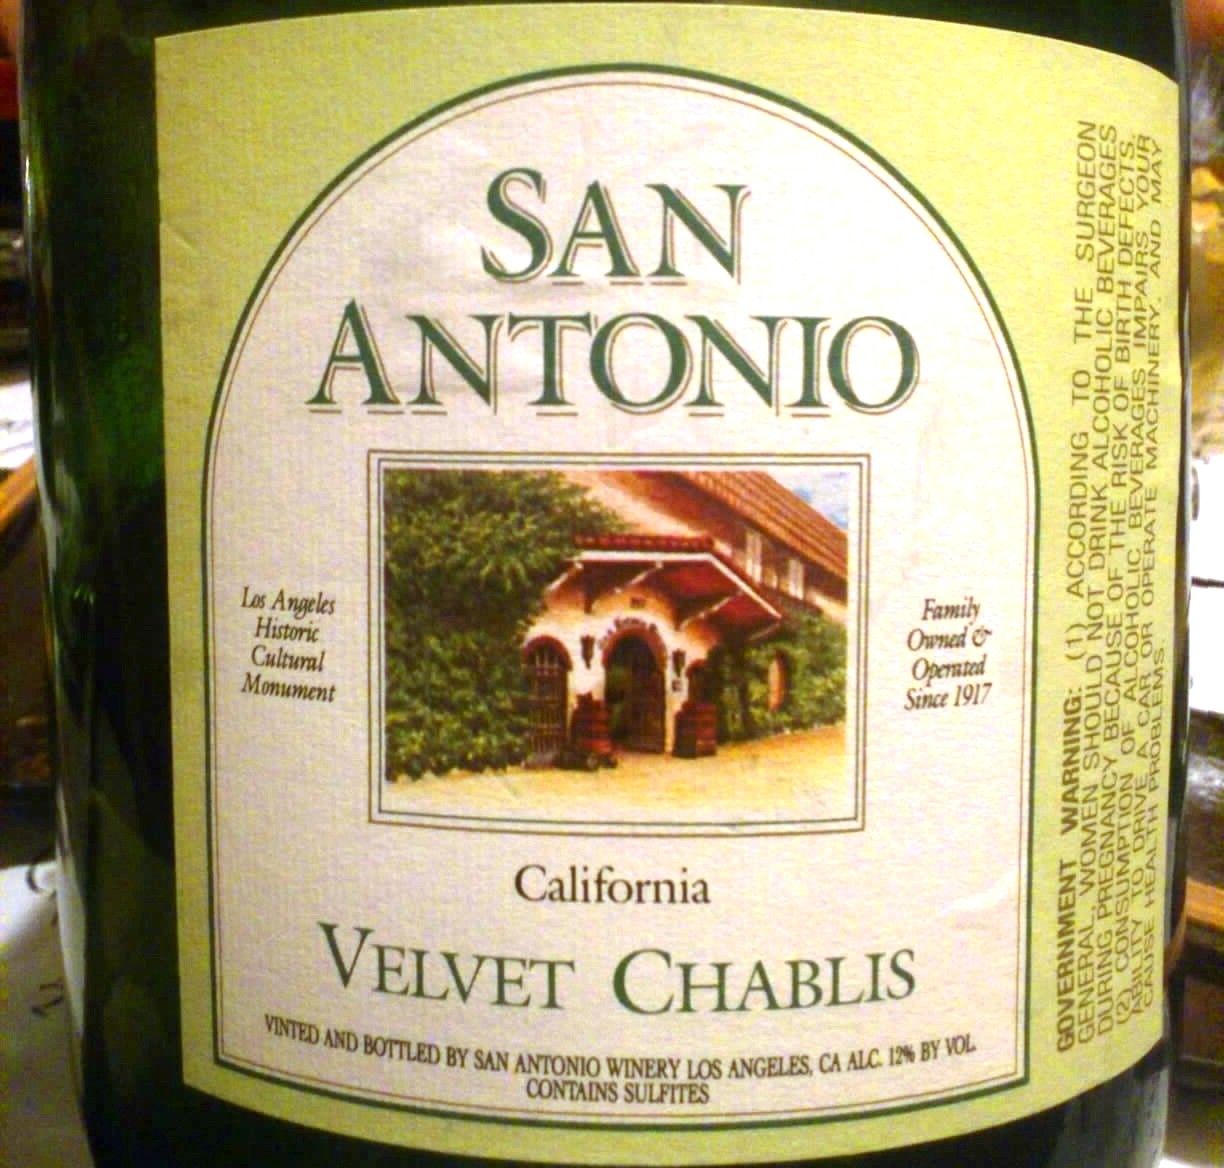 SAN
ANTONIO
Los Angeles
Historic
Cultural
Monument
Family
Owned &
Operated
Since 1917
California
VELVET CHABLIS
VINTED AND BOTTLED BY SAN ANTONIO WINERY LOS ANGELES, CA ALC. 12% BY VOL.
CONTAINS SULFITES
GOVERNMENT WARNING: (1) ACCORDING TO THE SURGEON
GENERAL, WOMEN SHOULD NOT DRINK ALCOHOLIC BEVERAGES
DURING PREGNANCY BECAUSE OF THE RISK OF BIRTH DEFECTS.
(2) CONSUMPTION OF ALCOHOLIC BEVERAGES IMPAIRS YOUR
ABILITY TO DRIVE A CAR OR OPERATE MACHINERY, AND MAY
CAUSE HEALTH PROBLEMS.